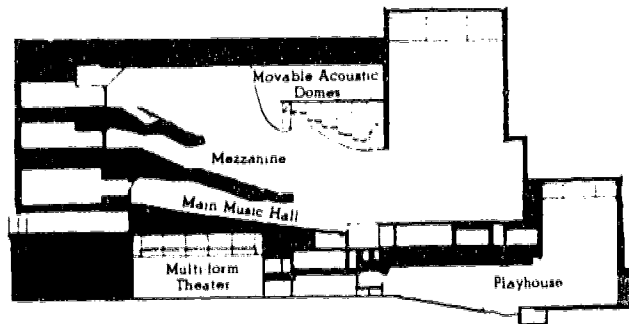 Movable Acoustic
Domes
Mezzanine
Main Music Hall
Multi-form
Theater
Playhouse